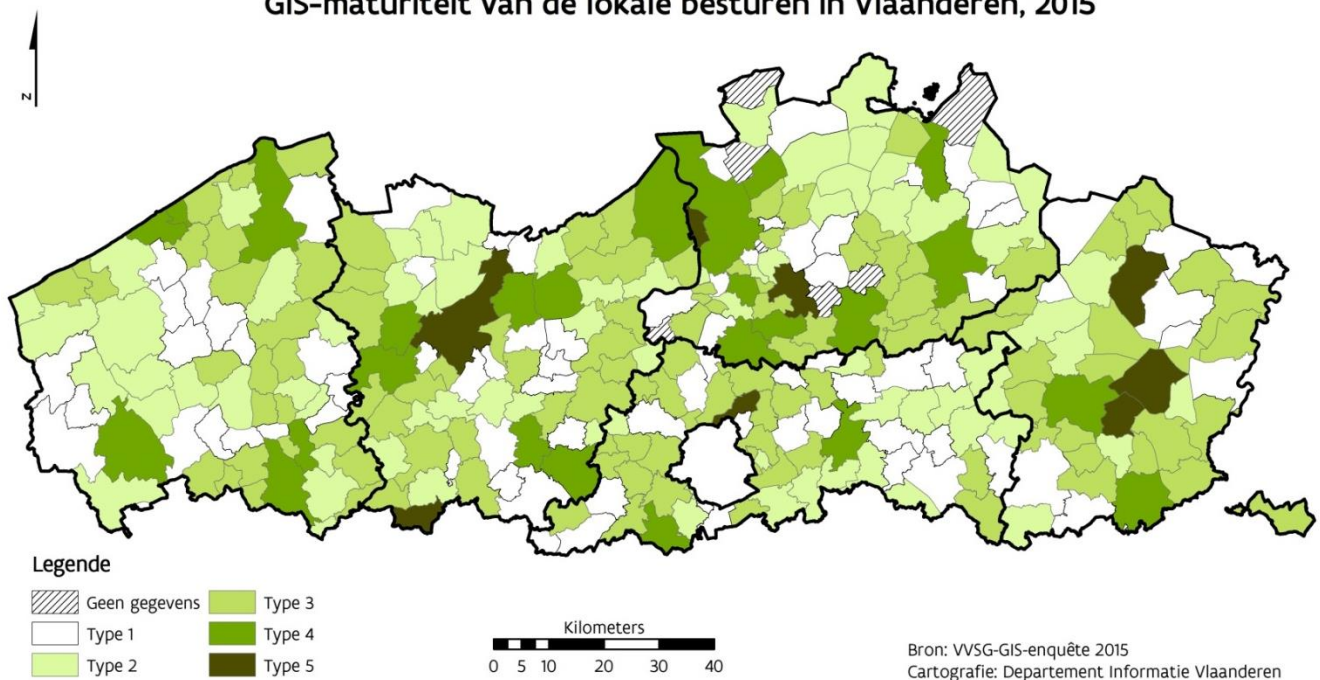 GIS-maturiteit van de lokale besturen in Vlaanderen, 2015
N
Legende
Geen gegevens
Type 1
Type 2
Type 3
Type 4
Type 5
Kilometers
0 5 10 20 30 40
Bron: VVSG-GIS-enquête 2015
Cartografie: Departement Informatie Vlaanderen